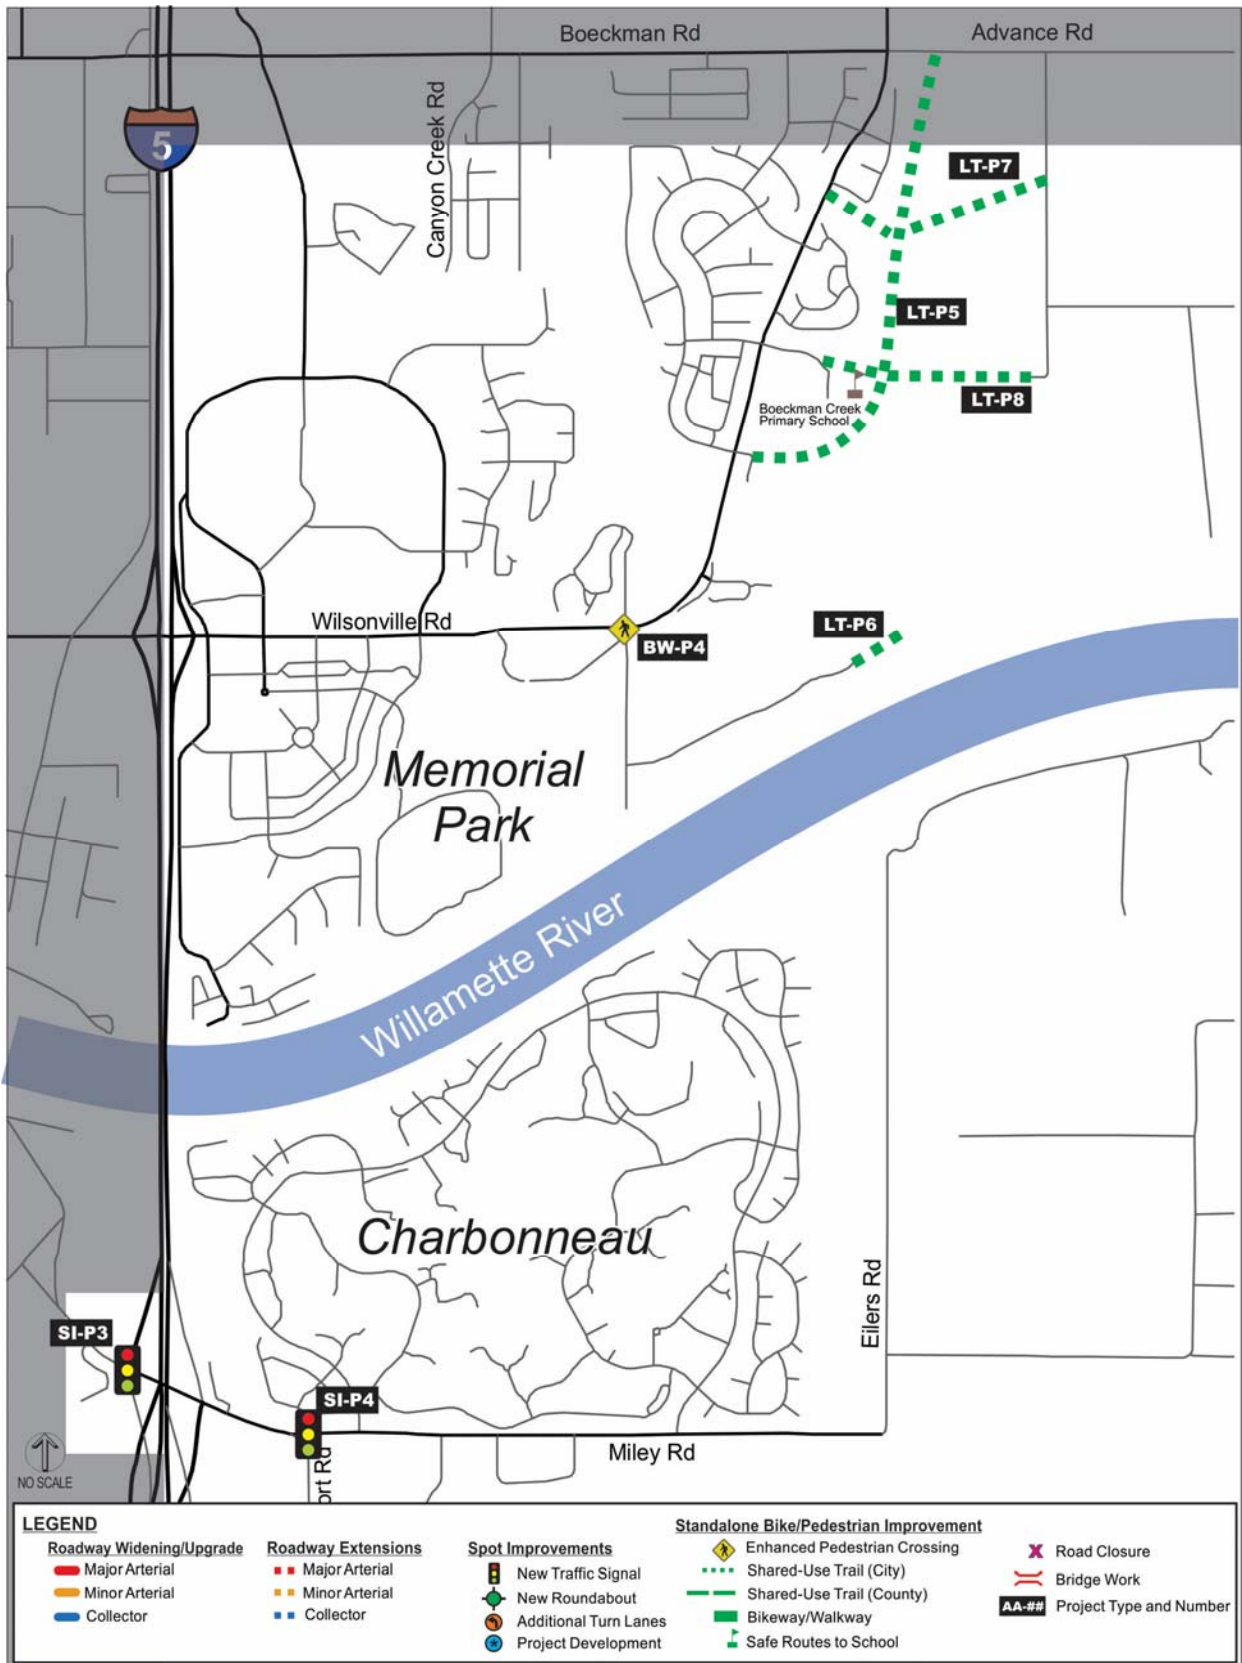 Boeckman Rd
Advance Rd
5
Canyon Creek Rd
LT-P7
LT-P5
LT-P8
Boeckman Creek
Primary School
Wilsonville Rd
BW-P4
LT-P6
Memorial
Park
Willamette River
Charbonneau
Eilers Rd
SI-P3
SI-P4
Miley Rd
ort Rd
NO SCALE
LEGEND
Roadway Widening/Upgrade
Major Arterial
Minor Arterial
Collector
Roadway Extensions
Major Arterial
Minor Arterial
Collector
Spot Improvements
New Traffic Signal
New Roundabout
Additional Turn Lanes
Project Development
Standalone Bike/Pedestrian Improvement
Enhanced Pedestrian Crossing
Shared-Use Trail (City)
Shared-Use Trail (County)
Bikeway/Walkway
Safe Routes to School
Road Closure
Bridge Work
AA-## Project Type and Number